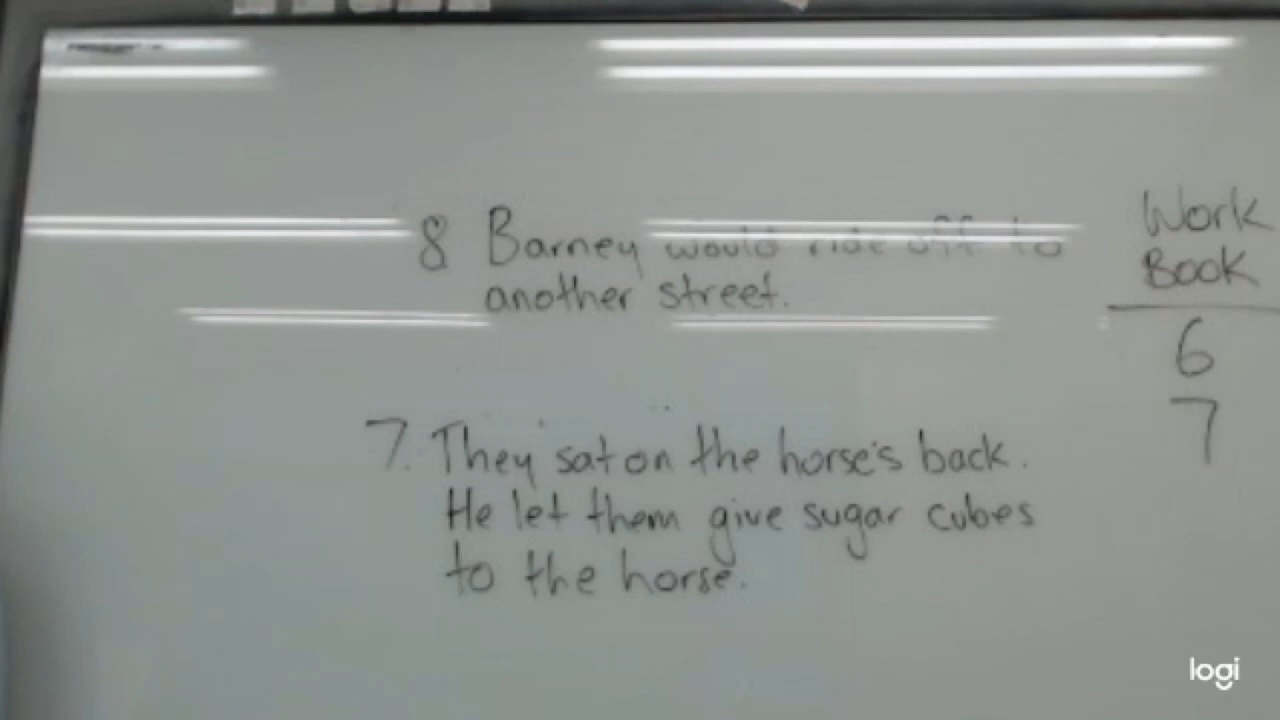 8 Barney would ride off to
another street.
7. They sat on the horse's back.
He let them give sugar cubes
to the horse.
Work
Book
6
7
logi